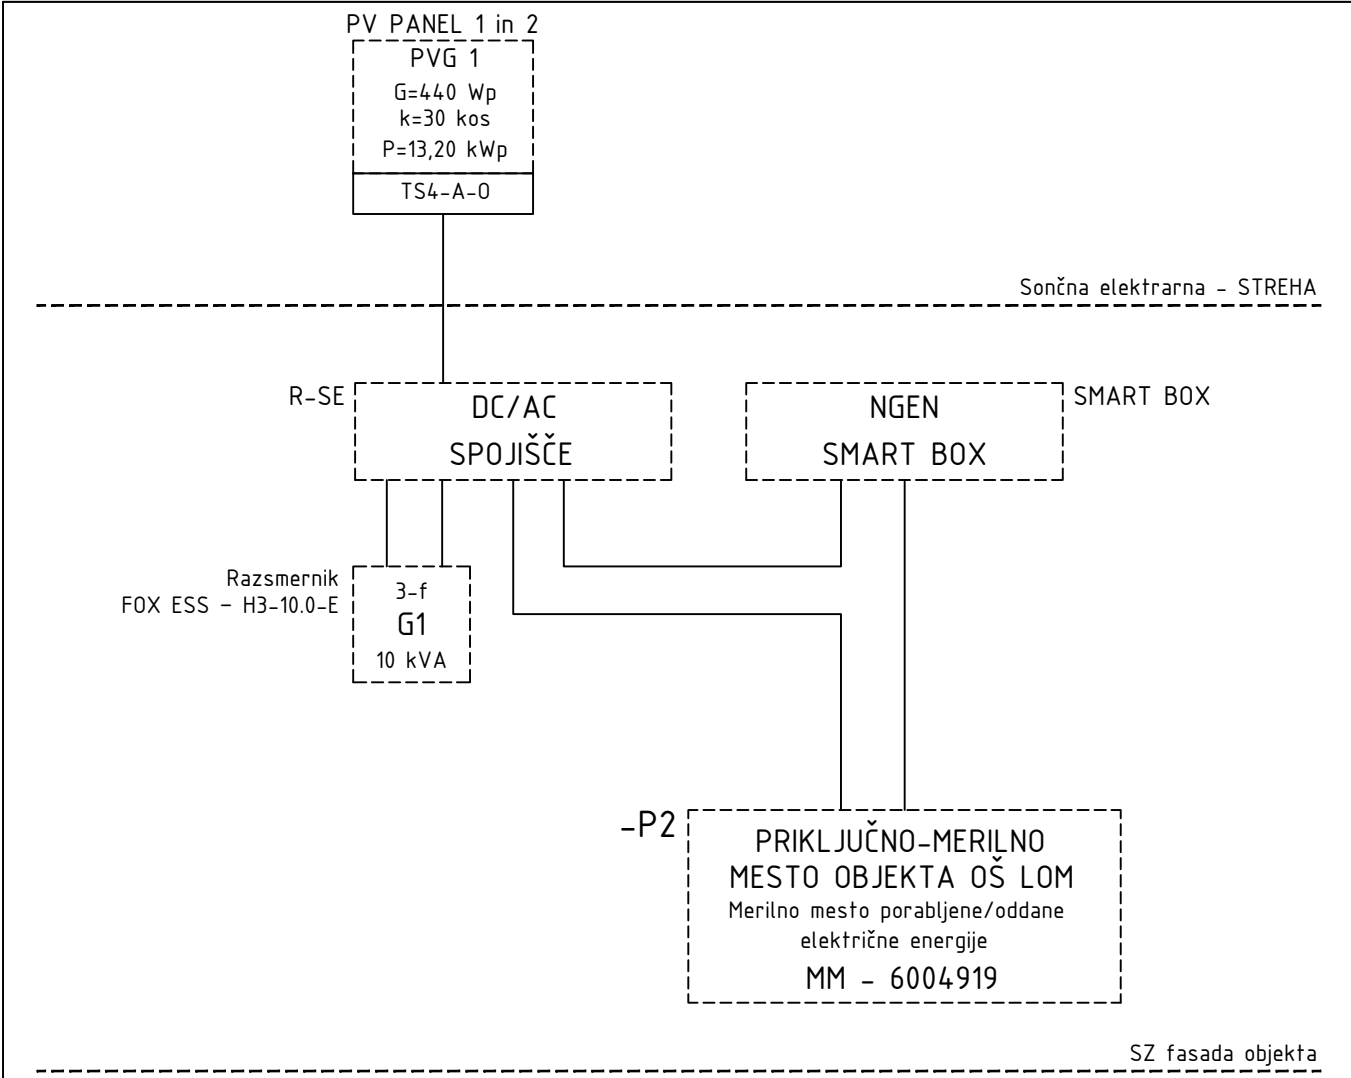 PV PANEL 1 in 2
PVG 1
G=440 Wp
k=30 kos
P=13,20 kWp
TS4-A-O
Sončna elektrarna - STREHA
R-SE
DC/AC
SPOJIŠČE
NGEN
SMART BOX
SMART BOX
Razsmernik
FOX ESS - H3-10.0-E
3-f
G1
10 kVA
-P2
PRIKLJUČNO-MERILNO
MESTO OBJEKTA OŠ LOM
Merilno mesto porabljene/oddane
električne energije
MM - 6004919
SZ fasada objekta